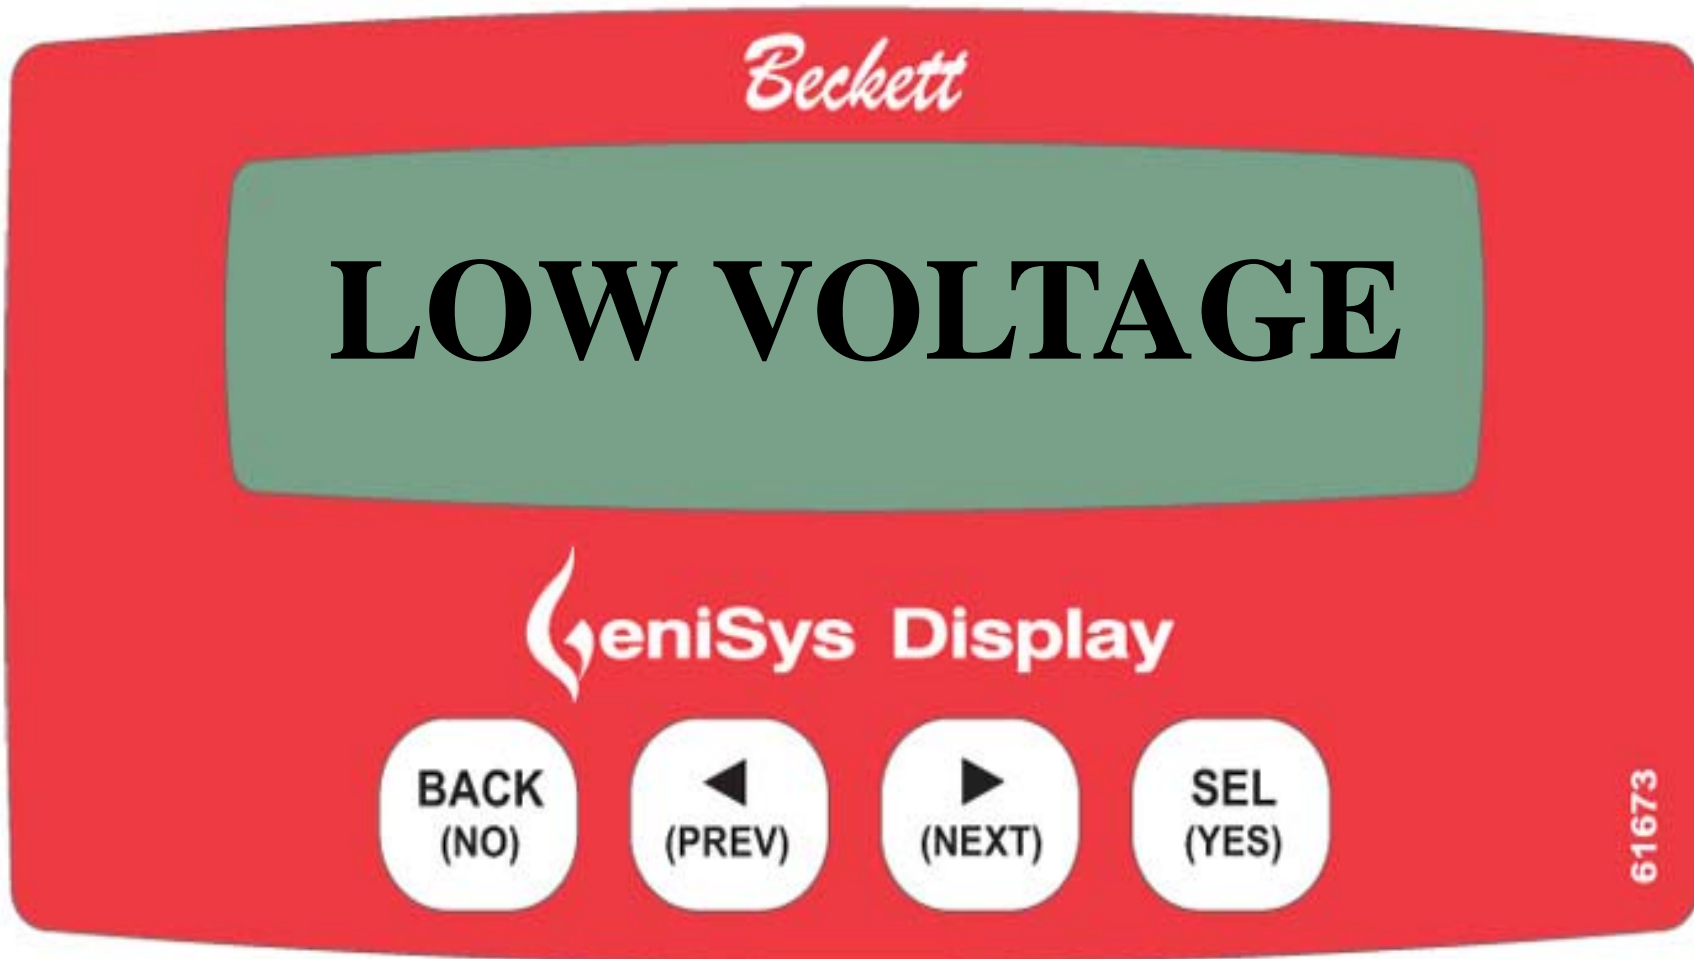 Beckett
LOW VOLTAGE
GeniSys Display
BACK
(NO)
◀
(PREV)
▶
(NEXT)
SEL
(YES)
61673